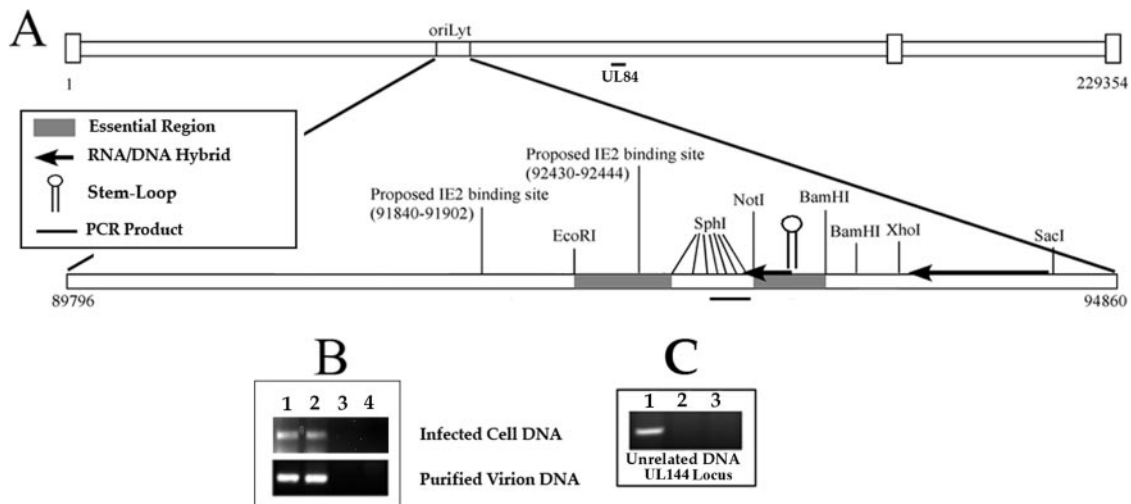 A
oriLyt
UL84
1
229354
Essential Region
RNA/DNA Hybrid
Stem-Loop
PCR Product
Proposed IE2 binding site
(92430-92444)
Proposed IE2 binding site
(91840-91902)
EcoRI
SphI
NotI
BamHI
BamHI
XhoI
SacI
89796
94860
B
1 2 3 4
Infected Cell DNA
Purified Virion DNA
C
1 2 3
Unrelated DNA
UL144 Locus